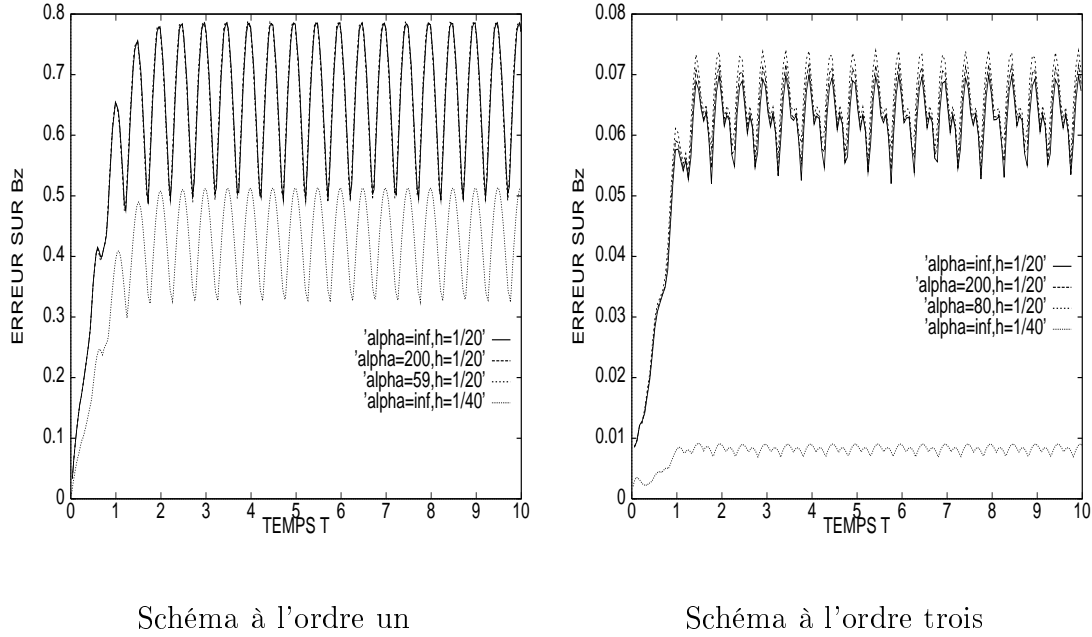 0.8
0.7
0.6
0.5
0.4
0.3
0.2
0.1
0
ERREUR SUR Bz
'alpha=inf,h=1/20'
'alpha=200,h=1/20'
'alpha=59,h=1/20'
'alpha=inf,h=1/40'
0 1 2 3 4 5 6 7 8 9 10
TEMPS T
Schéma à l'ordre un
0.08
0.07
0.06
0.05
0.04
0.03
0.02
0.01
0
ERREUR SUR Bz
'alpha=inf,h=1/20'
'alpha=200,h=1/20'
'alpha=80,h=1/20'
'alpha=inf,h=1/40'
0 1 2 3 4 5 6 7 8 9 10
TEMPS T
Schéma à l'ordre trois